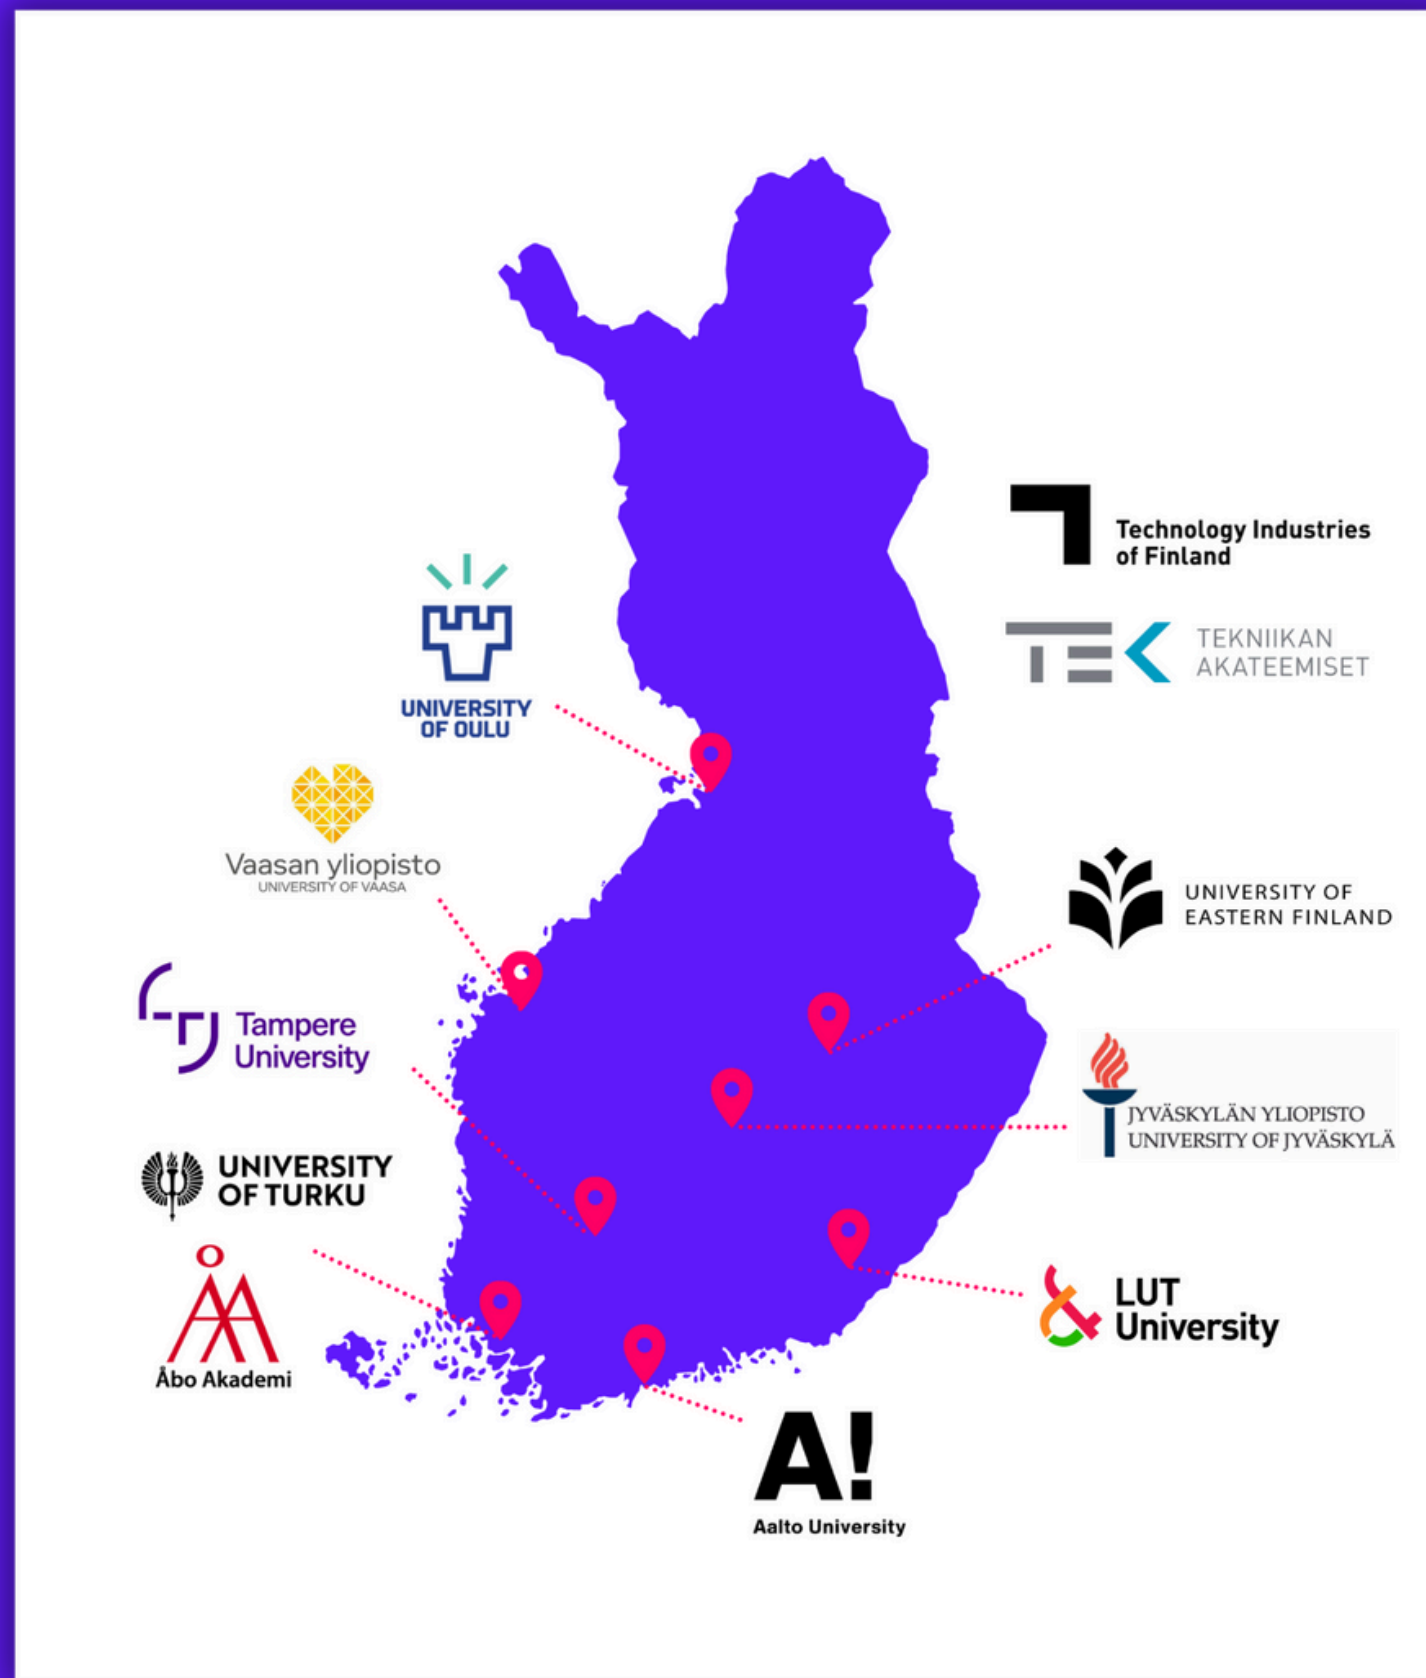 Technology Industries
of Finland
TEK
TEKNIIKAN
AKATEEMISET
UNIVERSITY
OF OULU
Vaasan yliopisto
UNIVERSITY OF VAASA
UNIVERSITY OF
EASTERN FINLAND
Tampere
University
JYVÄSKYLÄN YLIOPISTO
UNIVERSITY OF JYVÄSKYLÄ
UNIVERSITY
OF TURKU
Åbo Akademi
LUT
University
A!
Aalto University